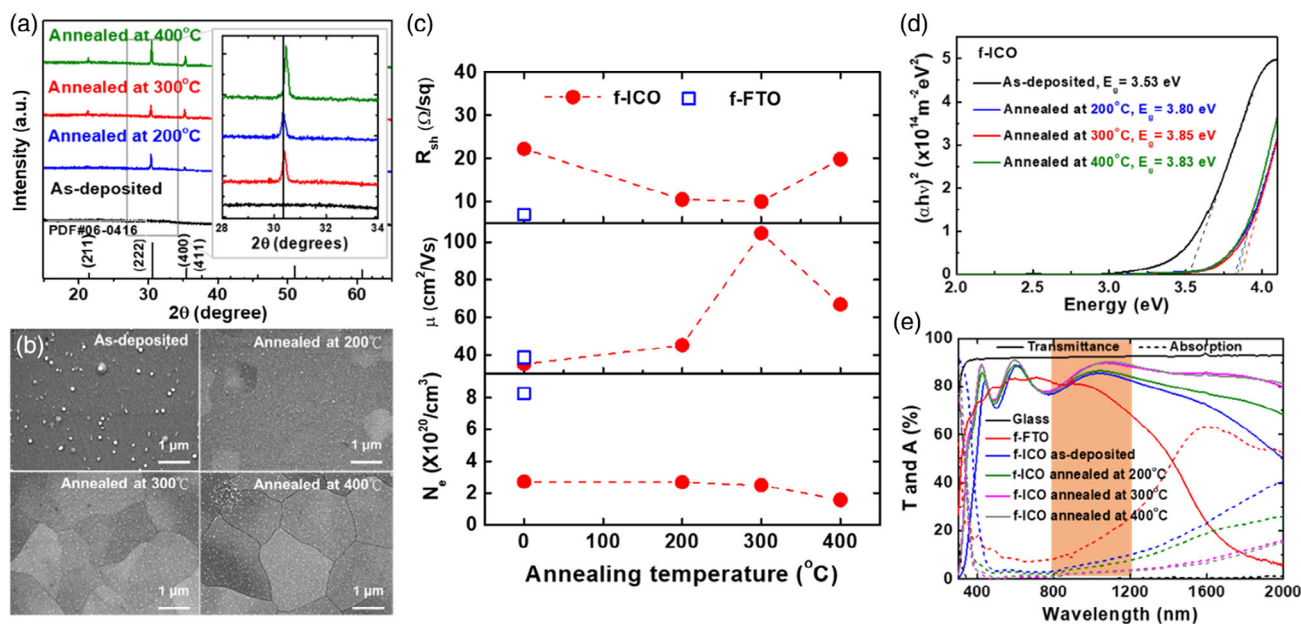 (a)
Annealed at 400°C
Annealed at 300°C
Annealed at 200°C
As-deposited
PDF#06-0416
(211)
(222)
(400)
(411)
Intensity (a.u.)
20 30 40 50 60
2θ (degree)
28 30 32 34
2θ (degrees)
(b)
As-deposited
1 μm
Annealed at 200℃
1 μm
Annealed at 300℃
1 μm
Annealed at 400℃
1 μm
(c)
f-ICO
f-FTO
R_sh (Ω/sq)
40
30
20
10
μ (cm²/Vs)
100
80
60
40
N_e (X10²⁰/cm³)
8
6
4
2
0
0 100 200 300 400
Annealing temperature (°C)
(d)
f-ICO
As-deposited, E_g= 3.53 eV
Annealed at 200°C, E_g= 3.80 eV
Annealed at 300°C, E_g= 3.85 eV
Annealed at 400°C, E_g= 3.83 eV
(αhν)² (x10¹⁴m⁻²eV²)
5
4
3
2
1
0
2.0 2.5 3.0 3.5 4.0
Energy (eV)
(e)
Transmittance
Absorption
Glass
f-FTO
f-ICO as-deposited
f-ICO annealed at 200°C
f-ICO annealed at 300°C
f-ICO annealed at 400°C
T and A (%)
100
80
60
40
20
0
400 800 1200 1600 2000
Wavelength (nm)